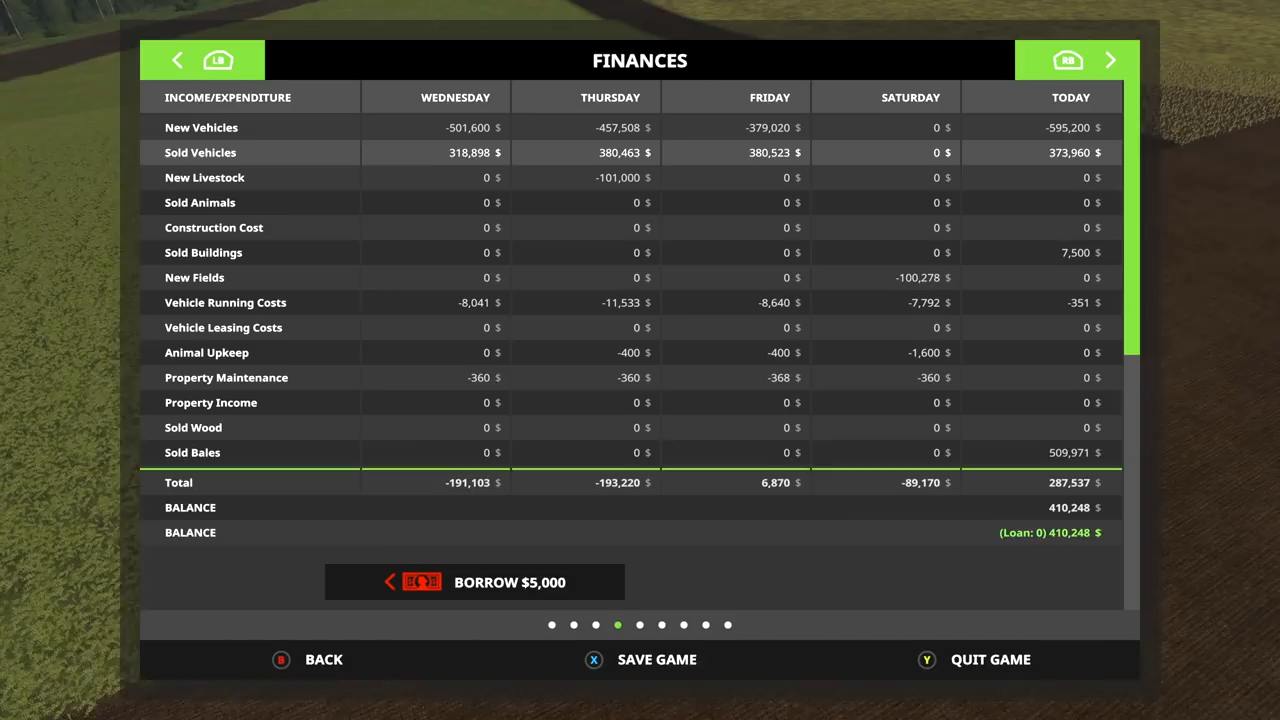 LB FINANCES RB
INCOME/EXPENDITURE WEDNESDAY THURSDAY FRIDAY SATURDAY TODAY
New Vehicles -501,600 $ -457,508 $ -379,020 $ 0 $ -595,200 $
Sold Vehicles 318,898 $ 380,463 $ 380,523 $ 0 $ 373,960 $
New Livestock 0 $ -101,000 $ 0 $ 0 $ 0 $
Sold Animals 0 $ 0 $ 0 $ 0 $ 0 $
Construction Cost 0 $ 0 $ 0 $ 0 $ 0 $
Sold Buildings 0 $ 0 $ 0 $ 0 $ 7,500 $
New Fields 0 $ 0 $ 0 $ -100,278 $ 0 $
Vehicle Running Costs -8,041 $ -11,533 $ -8,640 $ -7,792 $ -351 $
Vehicle Leasing Costs 0 $ 0 $ 0 $ 0 $ 0 $
Animal Upkeep 0 $ -400 $ -400 $ -1,600 $ 0 $
Property Maintenance -360 $ -360 $ -368 $ -360 $ 0 $
Property Income 0 $ 0 $ 0 $ 0 $ 0 $
Sold Wood 0 $ 0 $ 0 $ 0 $ 0 $
Sold Bales 0 $ 0 $ 0 $ 0 $ 509,971 $
Total -191,103 $ -193,220 $ 6,870 $ -89,170 $ 287,537 $
BALANCE 410,248 $
BALANCE (Loan: 0) 410,248 $
BORROW $5,000
B BACK X SAVE GAME Y QUIT GAME